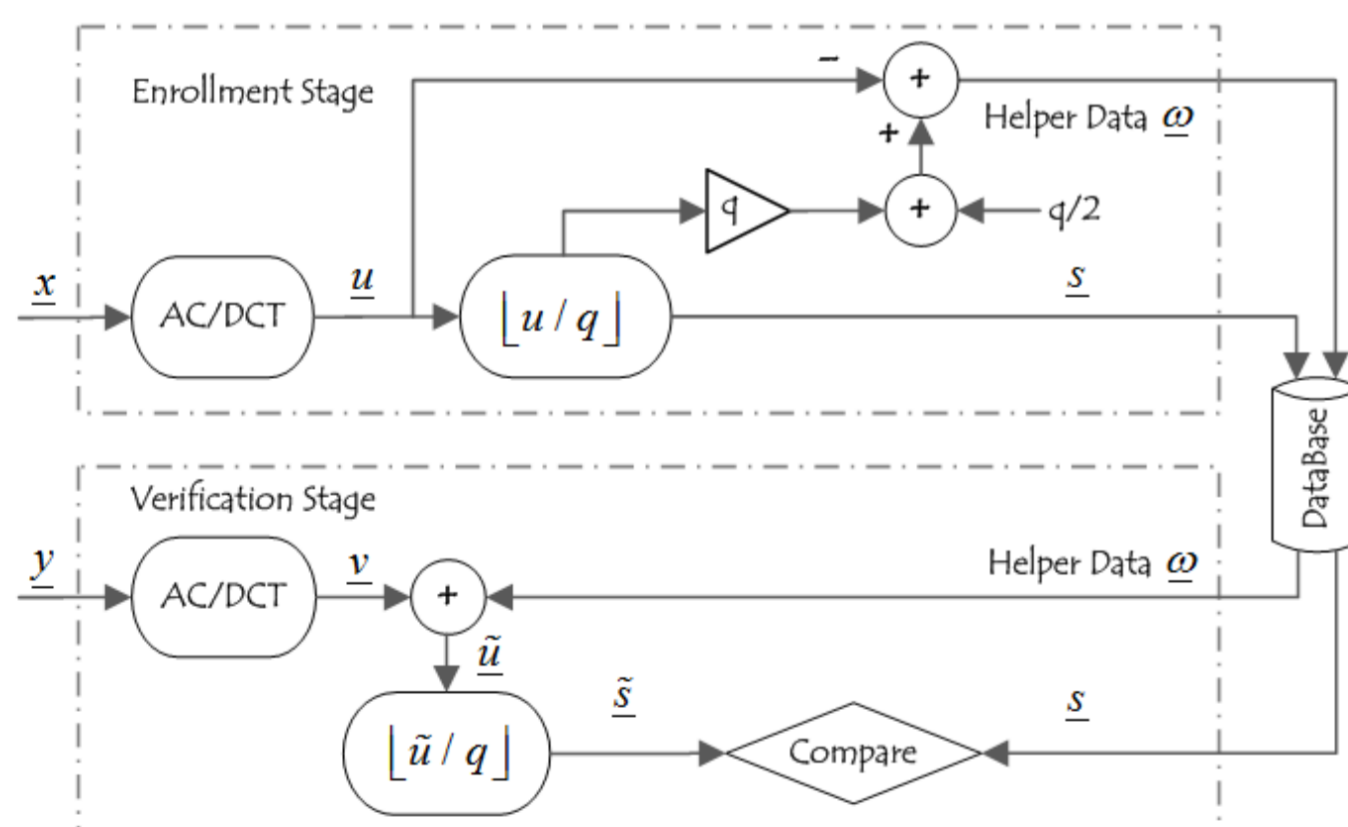 Enrollment Stage
−
+
+
Helper Data ω
q
+
q/2
x
AC/DCT
u
⌊u / q⌋
s
DataBase
Verification Stage
y
AC/DCT
v
+
Helper Data ω
ũ
⌊ũ / q⌋
s̃
Compare
s